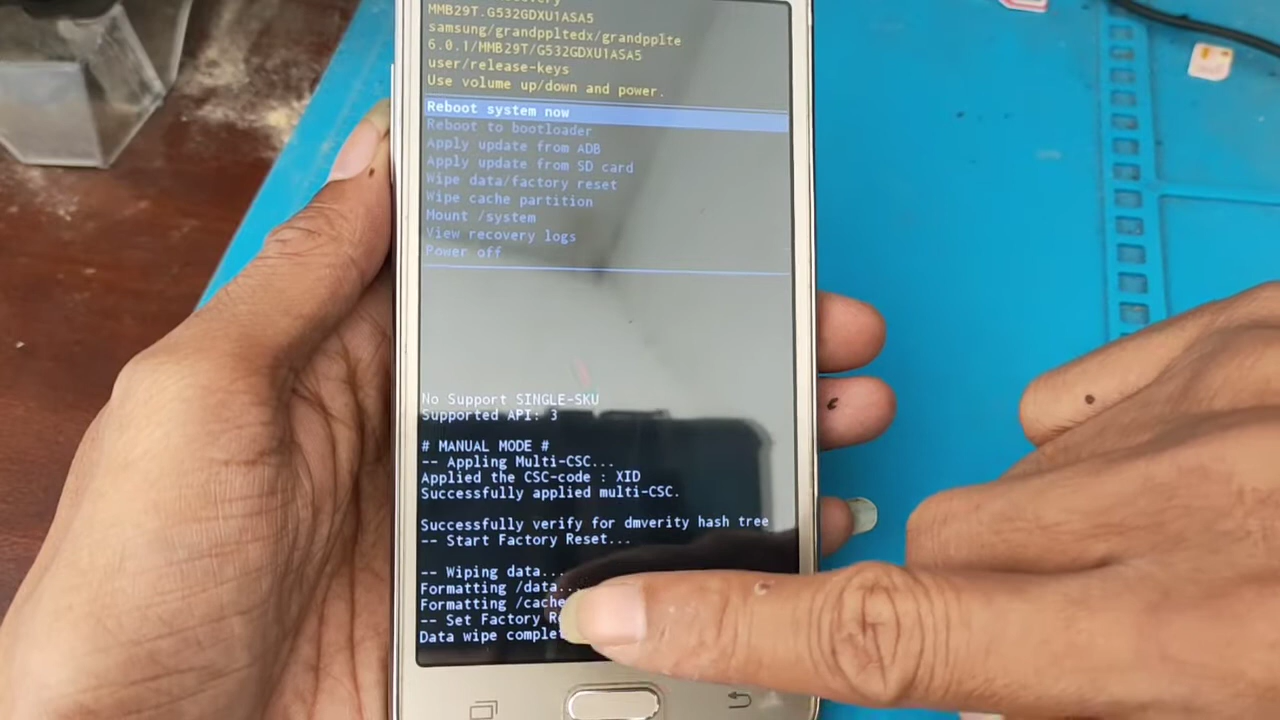 MMB29T.G532GDXU1ASA5
samsung/grandppltedx/grandpplte
6.0.1/MMB29T/G532GDXU1ASA5
user/release-keys
Use volume up/down and power.
Reboot system now
Reboot to bootloader
Apply update from ADB
Apply update from SD card
Wipe data/factory reset
Wipe cache partition
Mount /system
View recovery logs
Power off
No Support SINGLE-SKU
Supported API: 3
# MANUAL MODE #
-- Appling Multi-CSC...
Applied the CSC-code : XID
Successfully applied multi-CSC.
Successfully verify for dmverity hash tree
-- Start Factory Reset...
-- Wiping data...
Formatting /data...
Formatting /cache
-- Set Factory
Data wipe